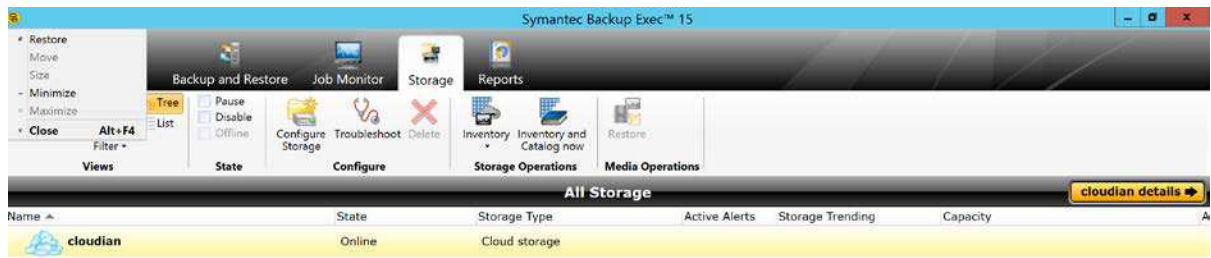 Symantec Backup Exec™ 15
Restore
Move
Size
Minimize
Maximize
Close Alt+F4
Backup and Restore Job Monitor Storage Reports
Tree
List
Filter
Views
Pause
Disable
Offline
State
Configure Storage Troubleshoot Delete
Configure
Inventory Inventory and Catalog now
Storage Operations
Restore
Media Operations
All Storage
cloudian details
Name State Storage Type Active Alerts Storage Trending Capacity
cloudian Online Cloud storage